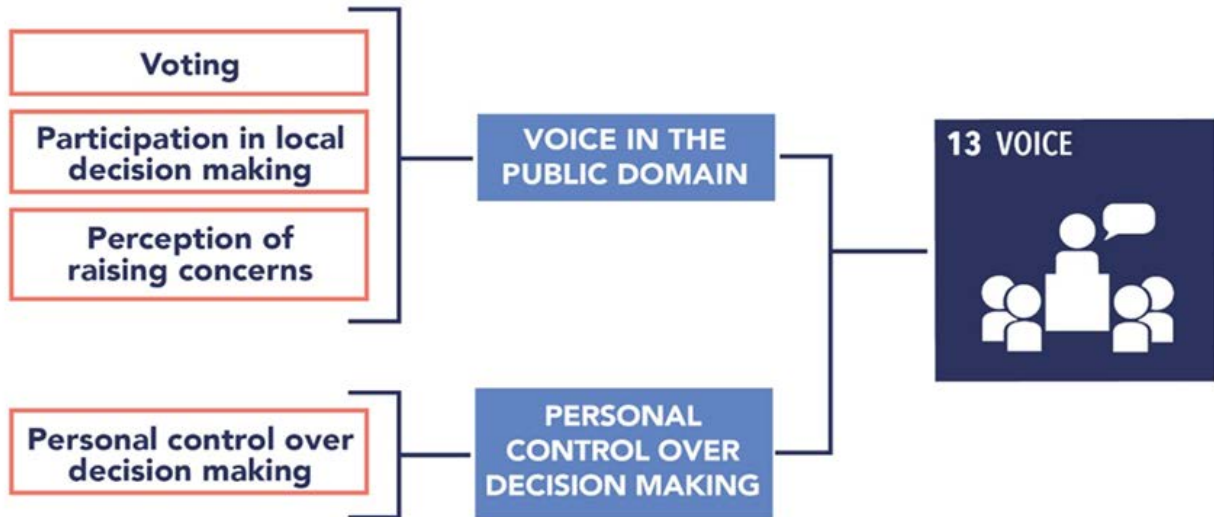 Voting
Participation in local
decision making
Perception of
raising concerns
Personal control over
decision making
VOICE IN THE
PUBLIC DOMAIN
PERSONAL
CONTROL OVER
DECISION MAKING
13 VOICE